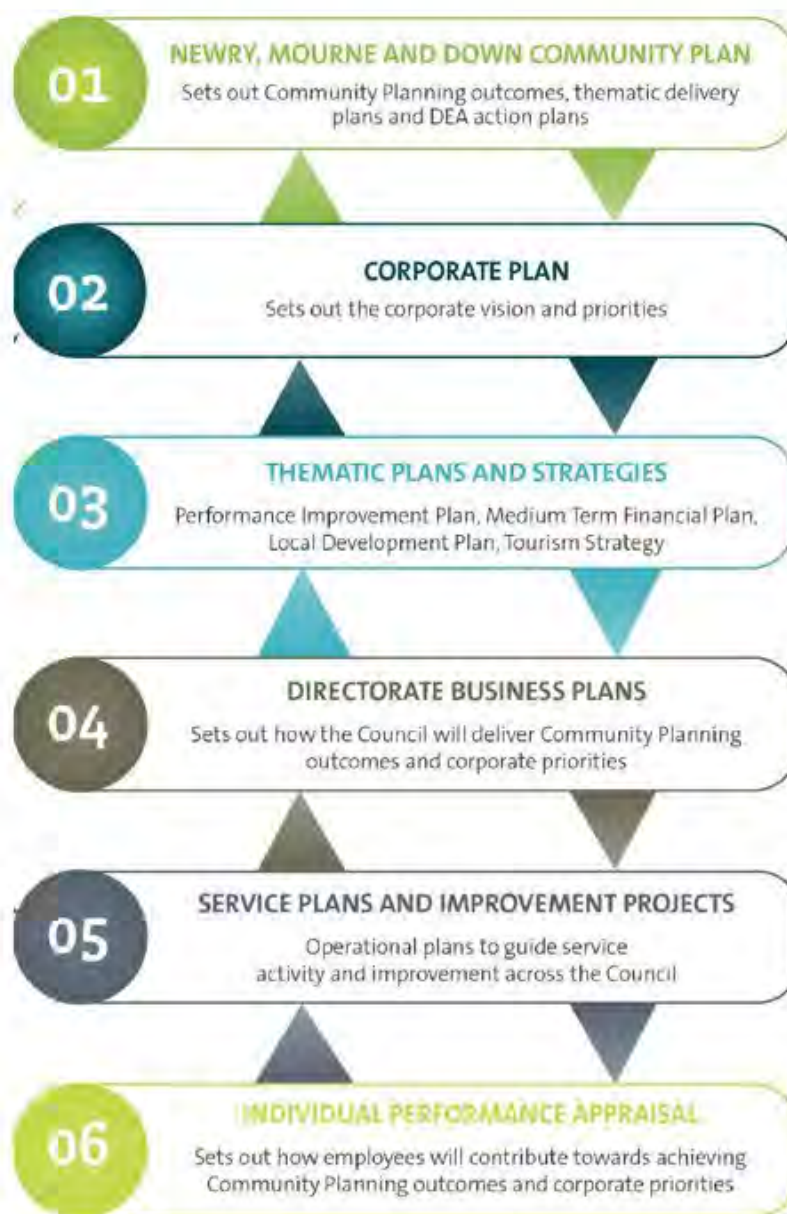 01
NEWRY, MOURNE AND DOWN COMMUNITY PLAN
Sets out Community Planning outcomes, thematic delivery
plans and DEA action plans
02
CORPORATE PLAN
Sets out the corporate vision and priorities
03
THEMATIC PLANS AND STRATEGIES
Performance Improvement Plan, Medium Term Financial Plan,
Local Development Plan, Tourism Strategy
04
DIRECTORATE BUSINESS PLANS
Sets out how the Council will deliver Community Planning
outcomes and corporate priorities
05
SERVICE PLANS AND IMPROVEMENT PROJECTS
Operational plans to guide service
activity and improvement across the Council
06
INDIVIDUAL PERFORMANCE APPRAISAL
Sets out how employees will contribute towards achieving
Community Planning outcomes and corporate priorities